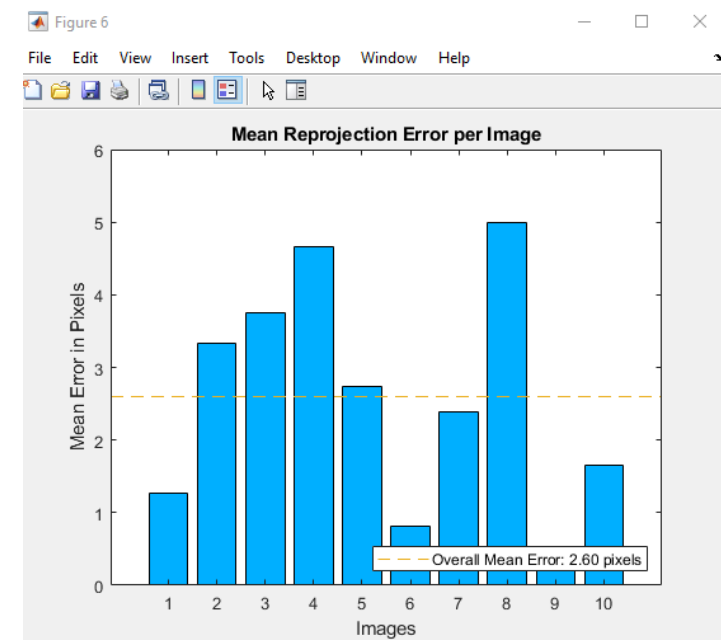 Figure 6
File Edit View Insert Tools Desktop Window Help
Mean Reprojection Error per Image
6
5
4
3
2
1
0
Mean Error in Pixels
Overall Mean Error: 2.60 pixels
1 2 3 4 5 6 7 8 9 10
Images